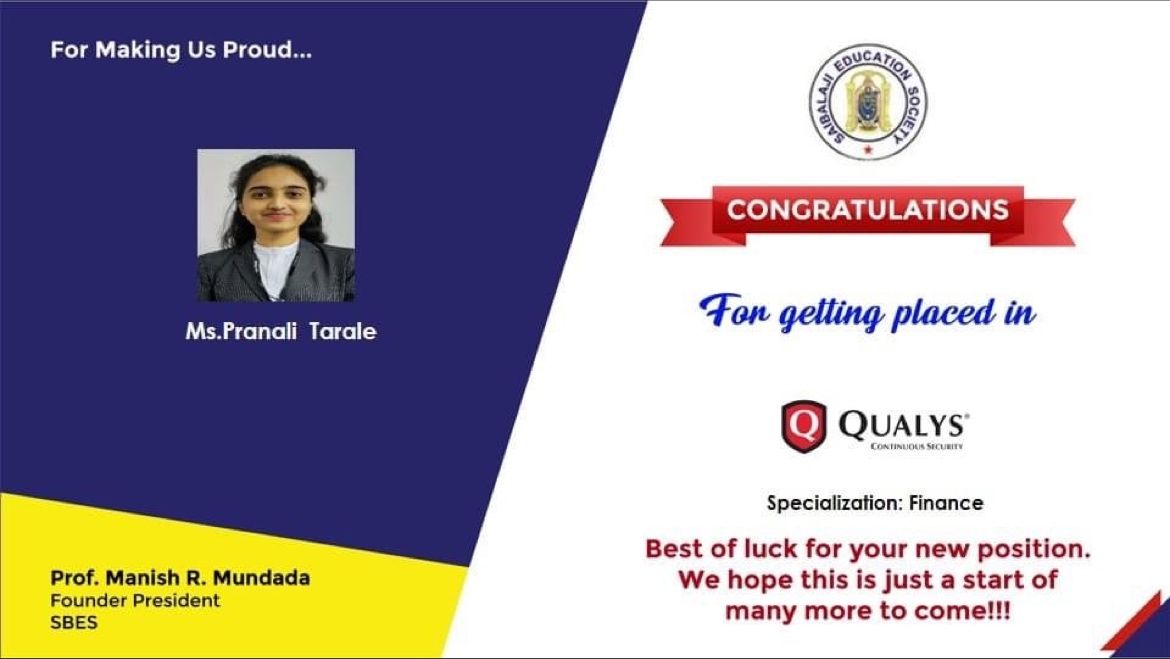 For Making Us Proud...
Ms.Pranali Tarale
Prof. Manish R. Mundada
Founder President
SBES
SAIBALAJI EDUCATION SOCIETY
CONGRATULATIONS
For getting placed in
Q QUALYS®
CONTINUOUS SECURITY
Specialization: Finance
Best of luck for your new position.
We hope this is just a start of
many more to come!!!